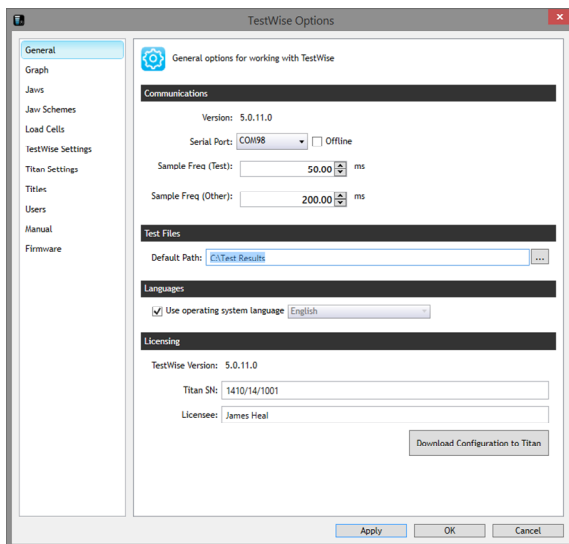 TestWise Options
General
Graph
Jaws
Jaw Schemes
Load Cells
TestWise Settings
Titan Settings
Titles
Users
Manual
Firmware
General options for working with TestWise
Communications
Version: 5.0.11.0
Serial Port: COM98 Offline
Sample Freq (Test): 50.00 ms
Sample Freq (Other): 200.00 ms
Test Files
Default Path: C:\Test Results ...
Languages
Use operating system language English
Licensing
TestWise Version: 5.0.11.0
Titan SN: 1410/14/1001
Licensee: James Heal
Download Configuration to Titan
Apply OK Cancel